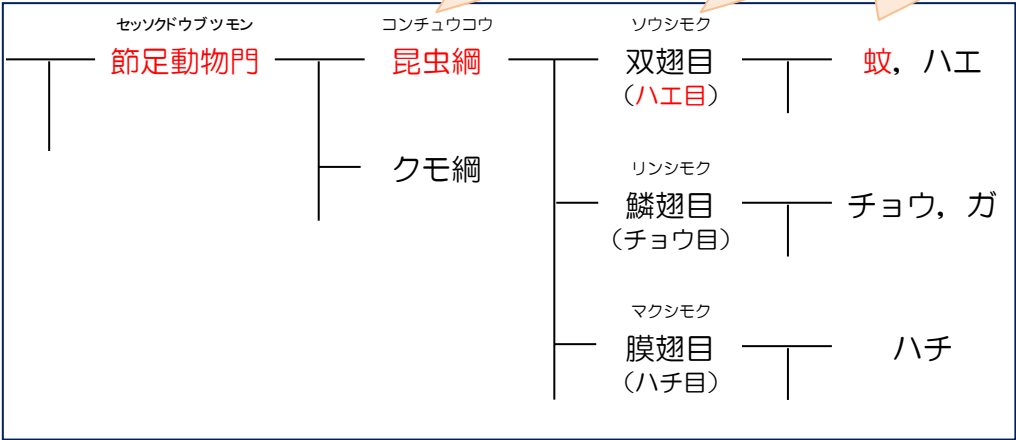 セッソクドウブツモン コンチュウコウ ソウシモク
節足動物門 昆虫綱 双翅目 蚊，ハエ
（ハエ目）
リンシモク
クモ綱
鱗翅目 チョウ，ガ
（チョウ目）
マクシモク
膜翅目 ハチ
（ハチ目）